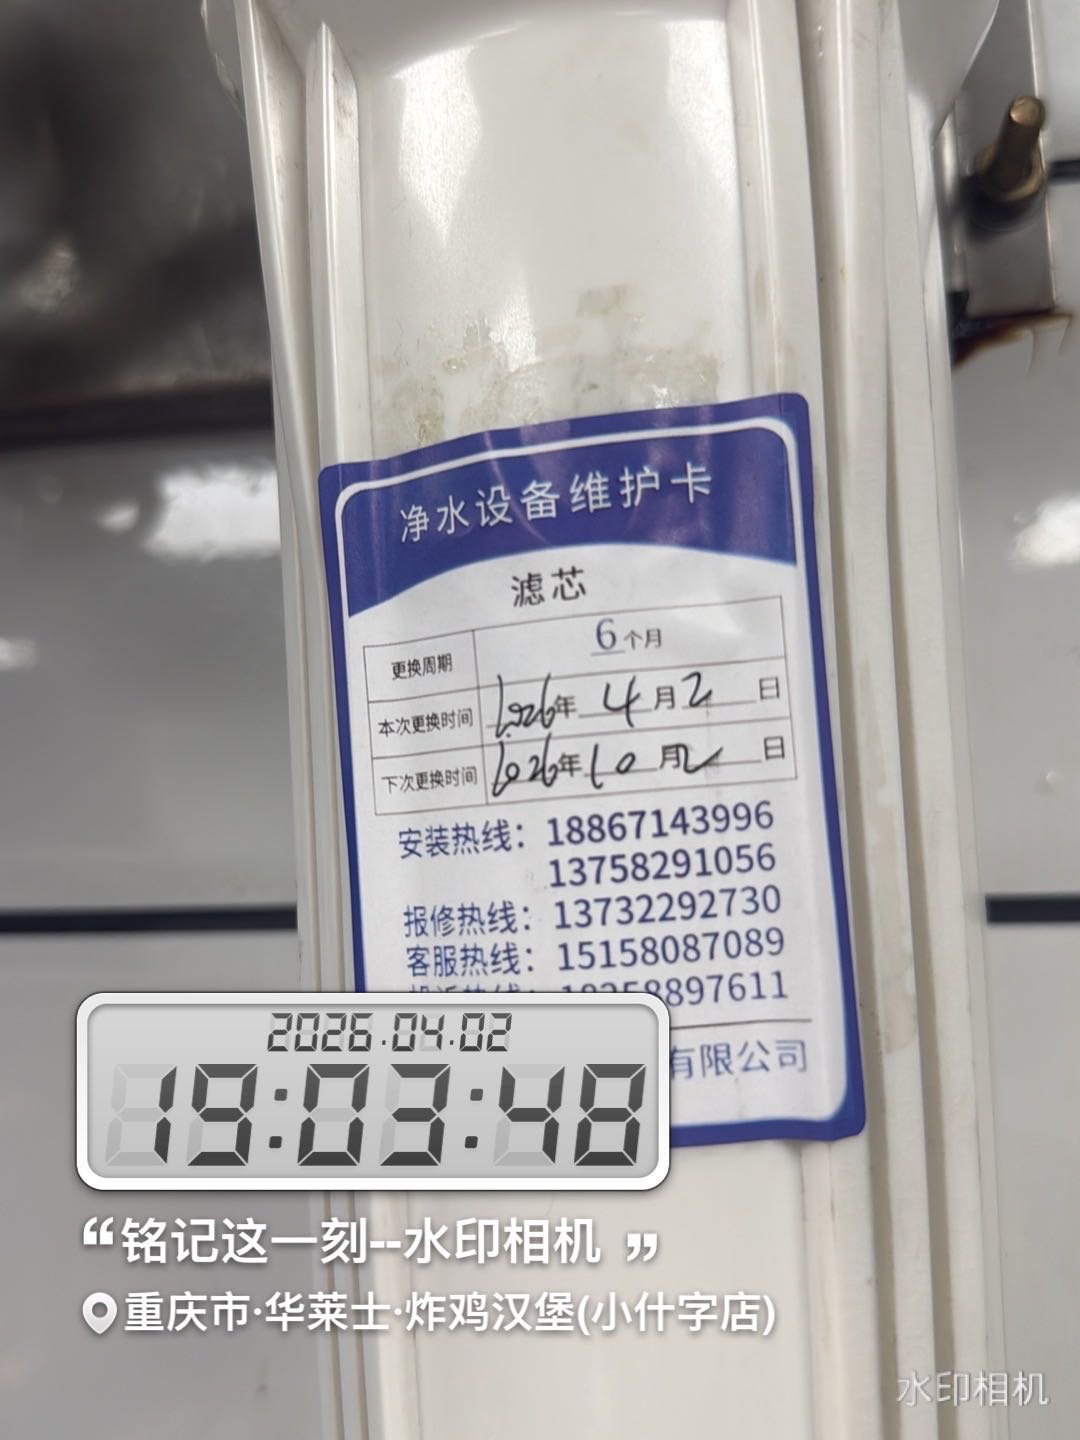 净水设备维护卡
滤芯
更换周期 6个月
本次更换时间 2026年 4月2日
下次更换时间 2026年10月2日
安装热线：18867143996
13758291056
报修热线：13732292730
客服热线：15158087089
8897611
有限公司
2026.04.02
19:03:48
“铭记这一刻--水印相机 ”
重庆市·华莱士·炸鸡汉堡(小什字店)
水印相机